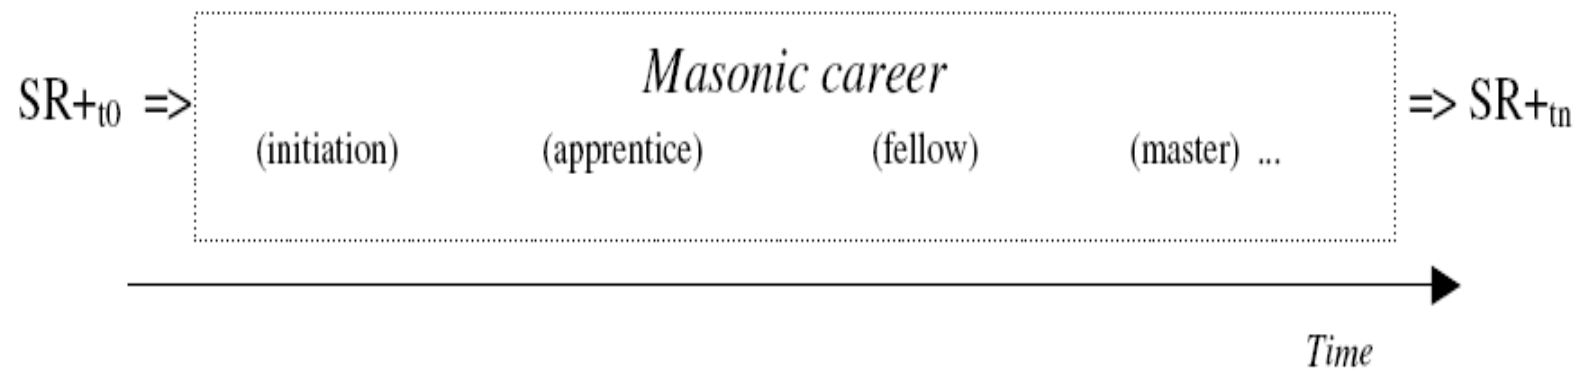 Masonic career
SR+t0 => => SR+tn
(initiation) (apprentice) (fellow) (master) ...
Time